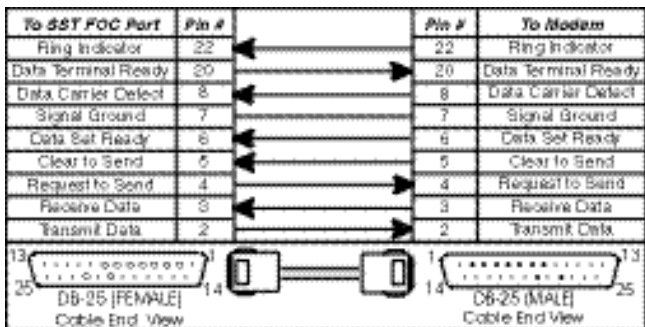 To SST FOC Port Pin # Pin # To Modem
Ring Indicator 22 22 Ring Indicator
Data Terminal Ready 20 20 Data Terminal Ready
Data Carrier Detect 8 8 Data Carrier Detect
Signal Ground 7 7 Signal Ground
Data Set Ready 6 6 Data Set Ready
Clear to Send 5 5 Clear to Send
Request to Send 4 4 Request to Send
Receive Data 3 3 Receive Data
Transmit Data 2 2 Transmit Data
13 1 1 13
25 14 14 25
DB-25 (FEMALE) DB-25 (MALE)
Cable End View Cable End View